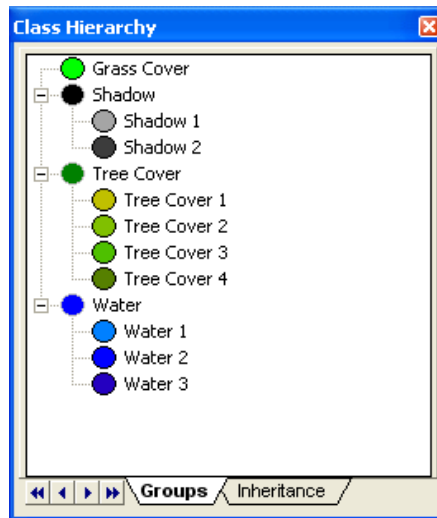 Class Hierarchy
Grass Cover
Shadow
Shadow 1
Shadow 2
Tree Cover
Tree Cover 1
Tree Cover 2
Tree Cover 3
Tree Cover 4
Water
Water 1
Water 2
Water 3
Groups Inheritance